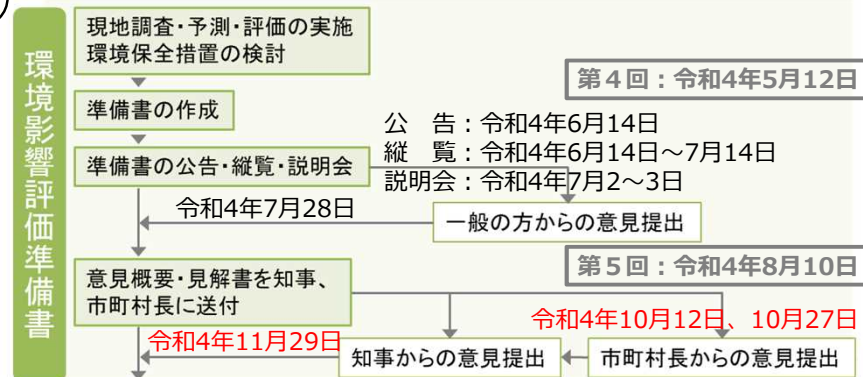 環境影響評価準備書
現地調査・予測・評価の実施
環境保全措置の検討
第4回：令和4年5月12日
準備書の作成
公　告：令和4年6月14日
縦　覧：令和4年6月14日～7月14日
説明会：令和4年7月2～3日
準備書の公告・縦覧・説明会
令和4年7月28日
一般の方からの意見提出
第5回：令和4年8月10日
意見概要・見解書を知事、
市町村長に送付
令和4年10月12日、10月27日
令和4年11月29日
知事からの意見提出
市町村長からの意見提出